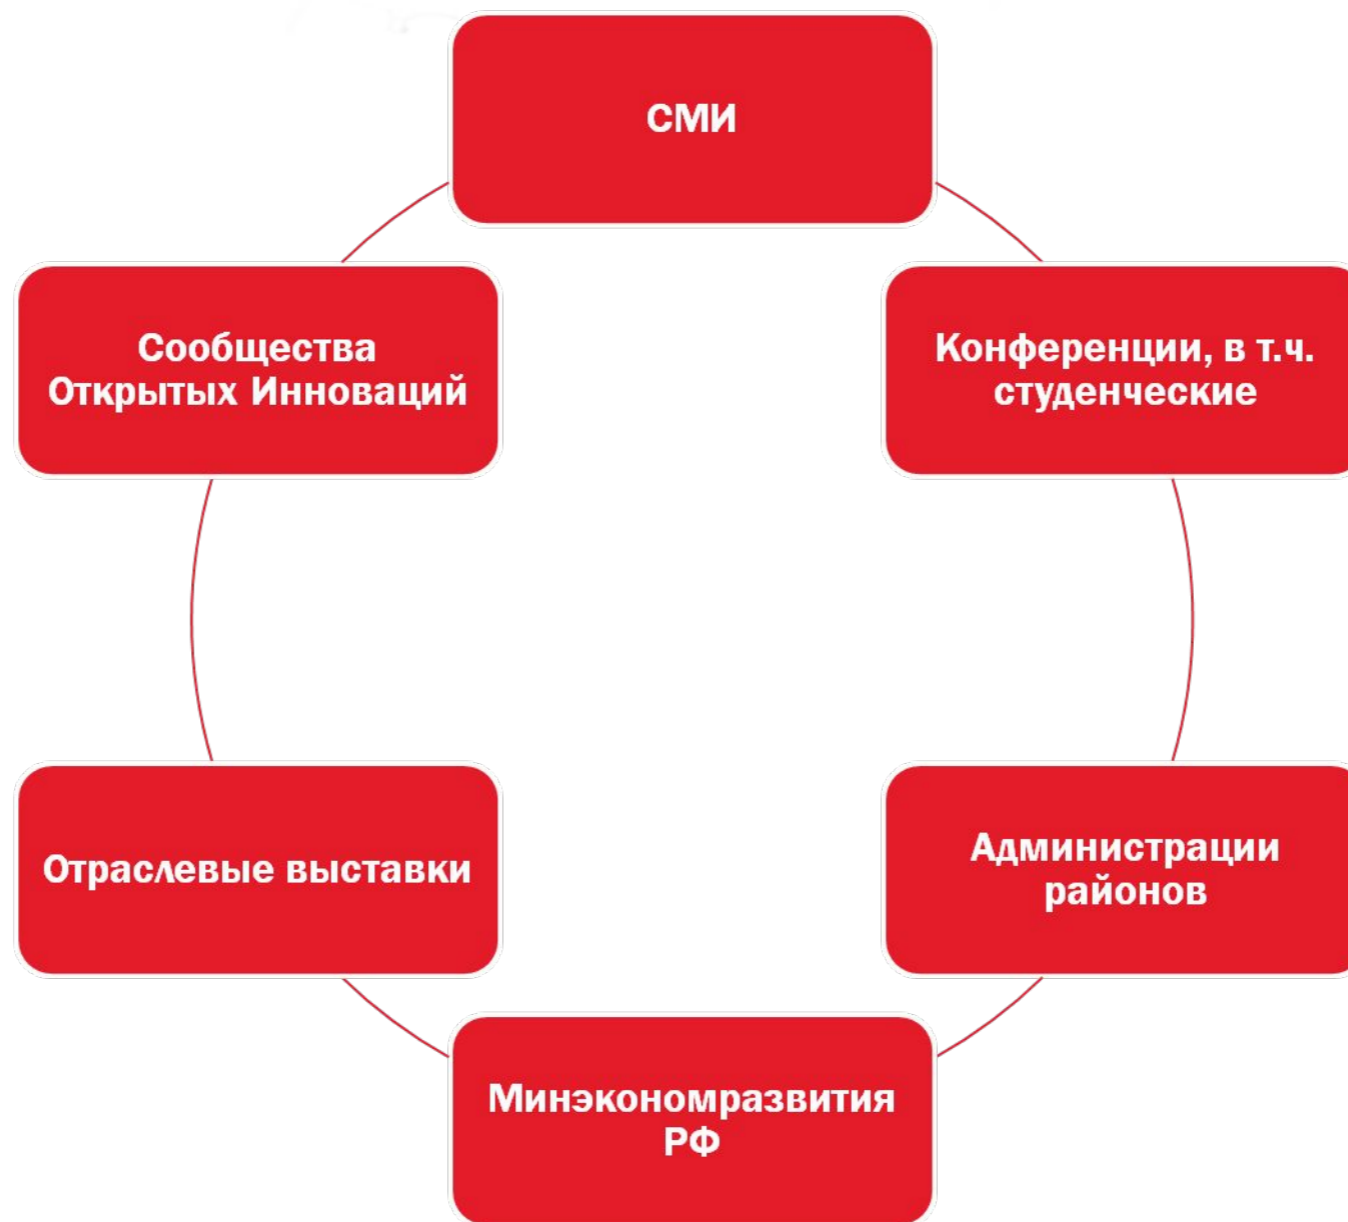 СМИ
Сообщества
Открытых Инноваций
Конференции, в т.ч.
студенческие
Отраслевые выставки
Администрации
районов
Минэкономразвития
РФ